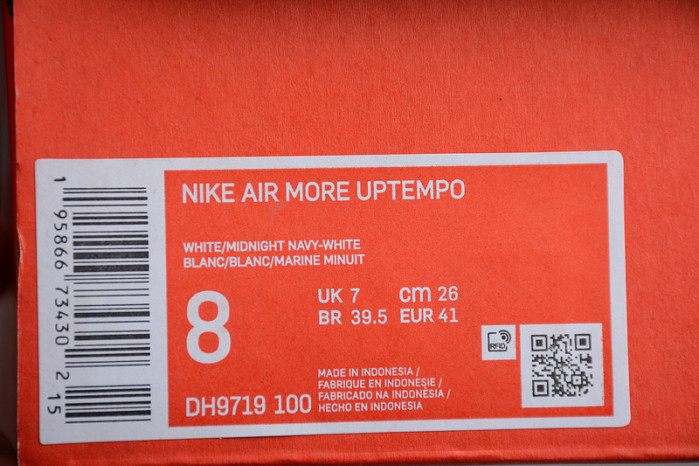 NIKE AIR MORE UPTEMPO
WHITE/MIDNIGHT NAVY-WHITE
BLANC/BLANC/MARINE MINUIT
8
UK 7 cm 26
BR 39.5 EUR 41
RFID
MADE IN INDONESIA /
FABRIQUE EN INDONESIE /
FABRICADO NA INDONÉSIA /
HECHO EN INDONESIA
DH9719 100
1 95866 73430 2 15